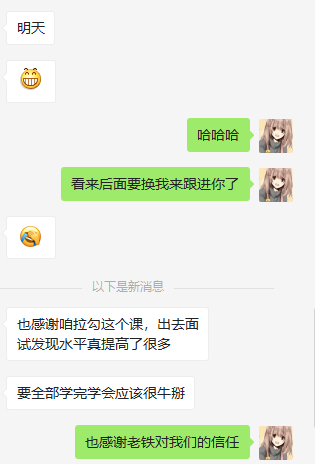 明天
哈哈哈
看来后面要换我来跟进你了
以下是新消息
也感谢咱拉勾这个课，出去面
试发现水平真提高了很多
要全部学完学会应该很牛掰
也感谢老铁对我们的信任